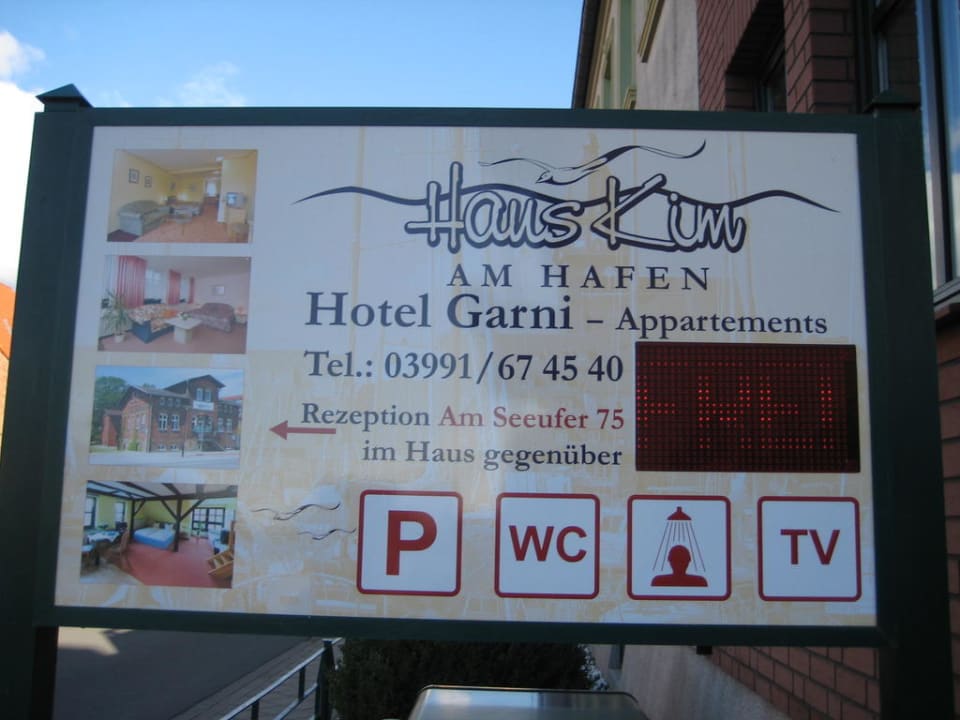 Haus Kim
AM HAFEN
Hotel Garni – Appartements
Tel.: 03991/67 45 40
Rezeption Am Seeufer 75
im Haus gegenüber
P
WC
TV